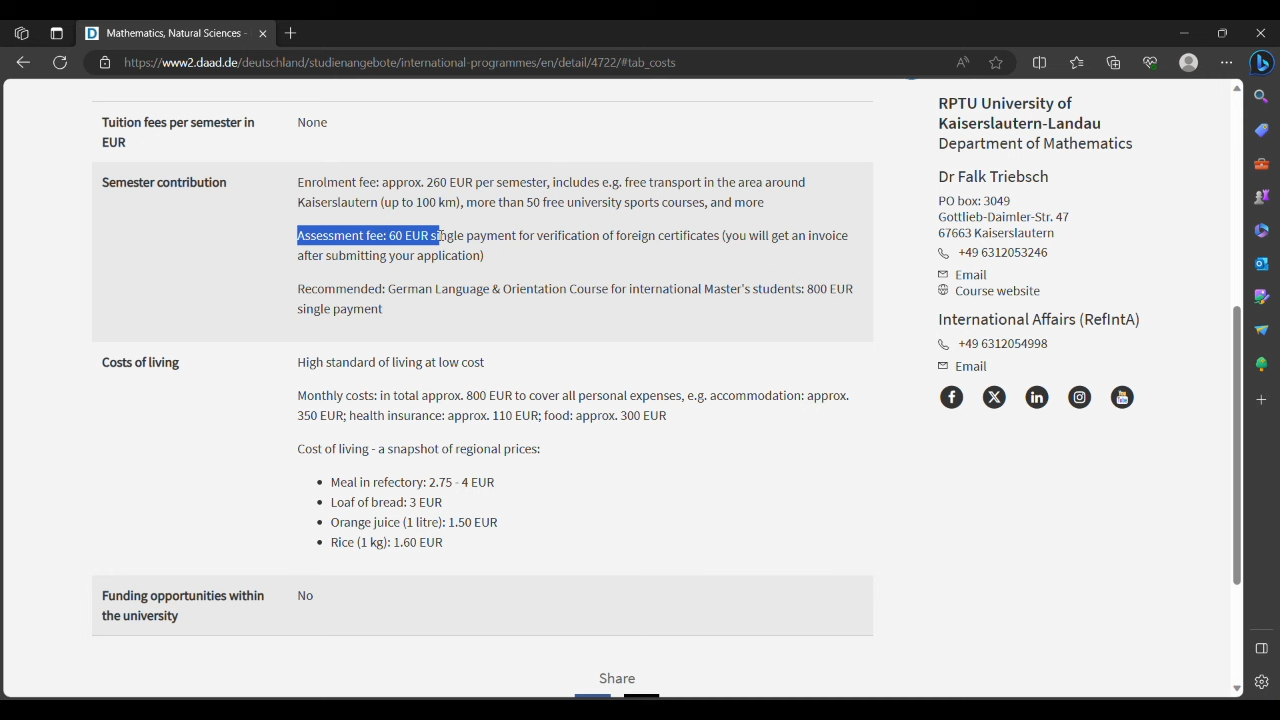 Mathematics, Natural Sciences -
https://www2.daad.de/deutschland/studienangebote/international-programmes/en/detail/4722/#tab_costs
Tuition fees per semester in
EUR
None
Semester contribution
Enrolment fee: approx. 260 EUR per semester, includes e.g. free transport in the area around
Kaiserslautern (up to 100 km), more than 50 free university sports courses, and more
Assessment fee: 60 EUR single payment for verification of foreign certificates (you will get an invoice
after submitting your application)
Recommended: German Language & Orientation Course for international Master's students: 800 EUR
single payment
Costs of living
High standard of living at low cost
Monthly costs: in total approx. 800 EUR to cover all personal expenses, e.g. accommodation: approx.
350 EUR; health insurance: approx. 110 EUR; food: approx. 300 EUR
Cost of living - a snapshot of regional prices:
• Meal in refectory: 2.75 - 4 EUR
• Loaf of bread: 3 EUR
• Orange juice (1 litre): 1.50 EUR
• Rice (1 kg): 1.60 EUR
Funding opportunities within
the university
No
Share
RPTU University of
Kaiserslautern-Landau
Department of Mathematics
Dr Falk Triebsch
PO box: 3049
Gottlieb-Daimler-Str. 47
67663 Kaiserslautern
+49 6312053246
Email
Course website
International Affairs (RefIntA)
+49 6312054998
Email